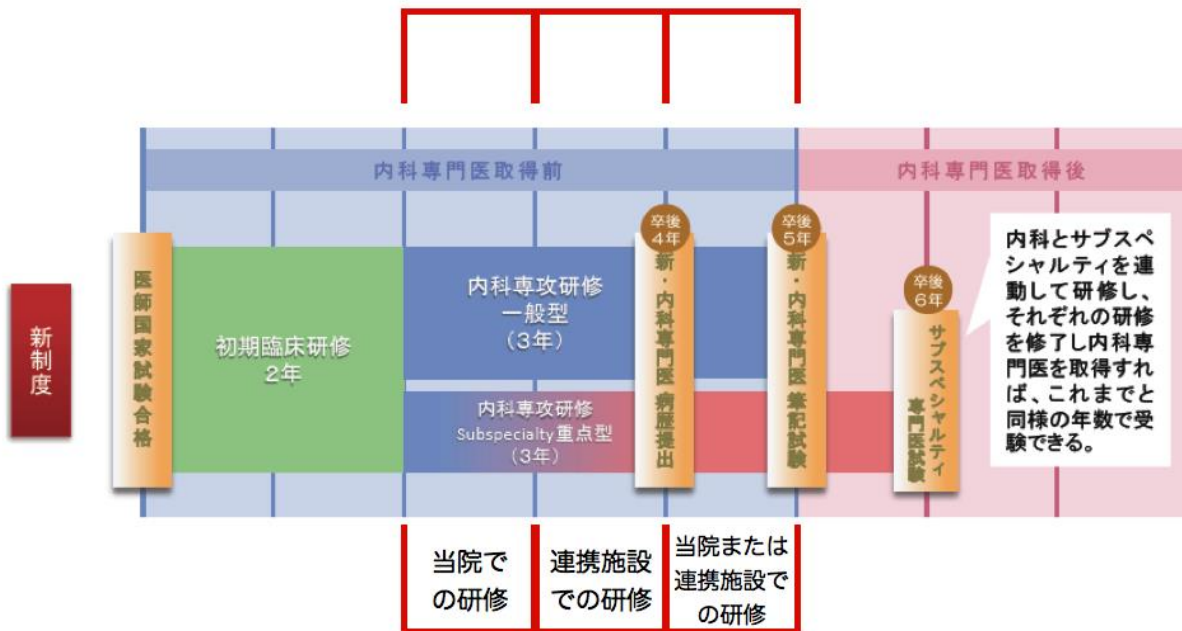 内科専門医取得前
内科専門医取得後
新制度
医師国家試験合格
初期臨床研修
2年
内科専攻研修
一般型
(3年)
内科専攻研修
Subspecialty重点型
(3年)
卒後
4年
新・内科専門医 病歴提出
卒後
5年
新・内科専門医 筆記試験
卒後
6年
サブスペシャルティ
専門医試験
内科とサブスペ
シャルティを連
動して研修し、
それぞれの研修
を修了し内科専
門医を取得すれ
ば、これまでと
同様の年数で受
験できる。
当院で
の研修
連携施設
での研修
当院または
連携施設で
の研修